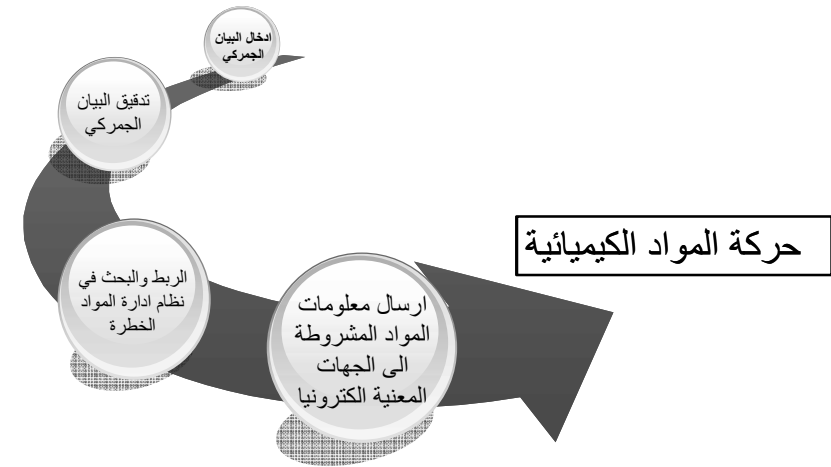 ادخال البيان
الجمركي
تدقيق البيان
الجمركي
الربط والبحث في
نظام ادارة المواد
الخطرة
ارسال معلومات
المواد المشروطة
الى الجهات
المعنية الكترونيا
حركة المواد الكيميائية